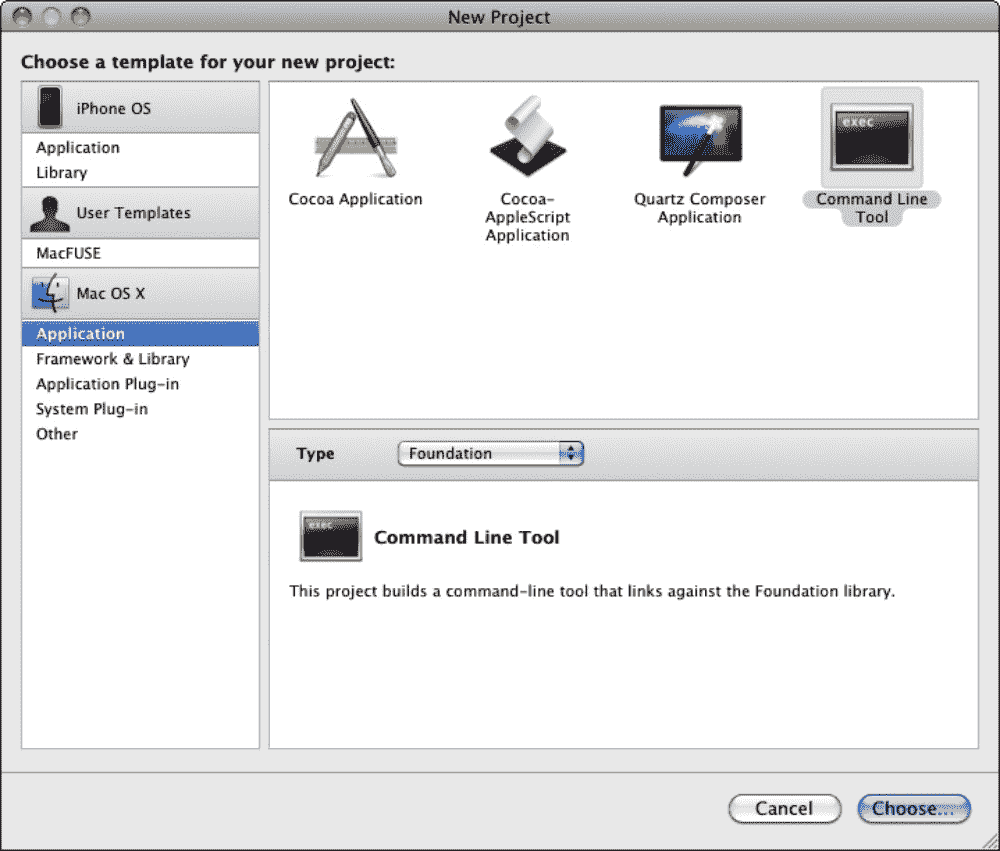 New Project
Choose a template for your new project:
iPhone OS
Application
Library
User Templates
MacFUSE
Mac OS X
Application
Framework & Library
Application Plug-in
System Plug-in
Other
Cocoa Application
Cocoa-
AppleScript
Application
Quartz Composer
Application
exec
Command Line
Tool
Type
Foundation
exec
Command Line Tool
This project builds a command-line tool that links against the Foundation library.
Cancel
Choose...